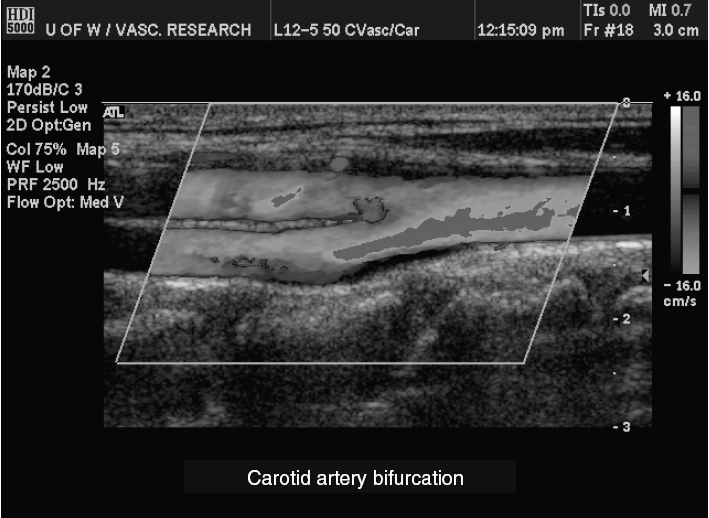 HDI
5000
U OF W / VASC. RESEARCH
L12-5 50 CVasc/Car
12:15:09 pm
TIs 0.0
MI 0.7
Fr #18
3.0 cm
Map 2
170dB/C 3
Persist Low
2D Opt:Gen
Col 75% Map 5
WF Low
PRF 2500 Hz
Flow Opt: Med V
ATL
0
- 1
- 2
- 3
+ 16.0
- 16.0
cm/s
Carotid artery bifurcation